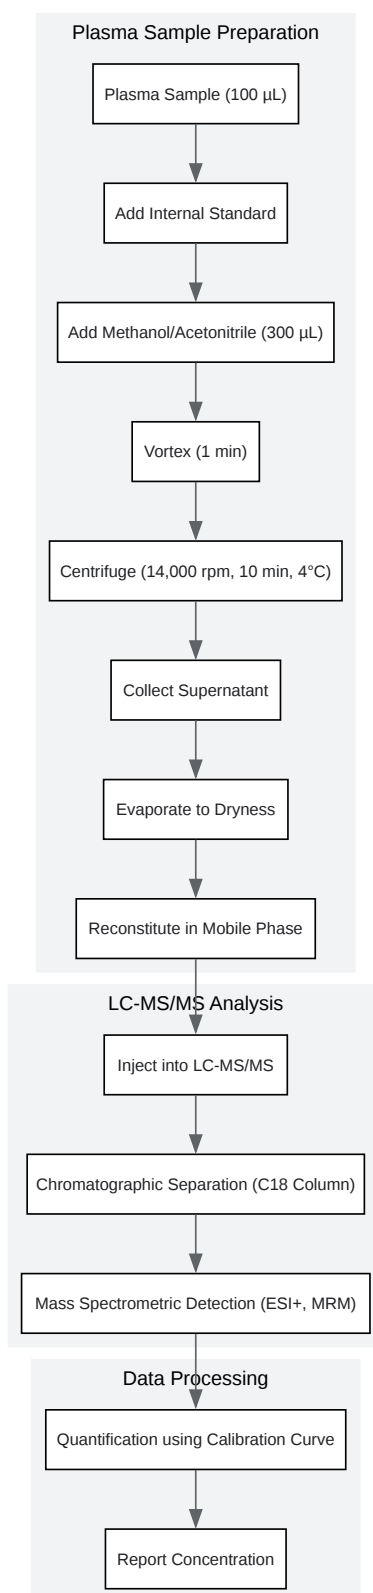 Plasma Sample Preparation
Plasma Sample (100 µL)
Add Internal Standard
Add Methanol/Acetonitrile (300 µL)
Vortex (1 min)
Centrifuge (14,000 rpm, 10 min, 4°C)
Collect Supernatant
Evaporate to Dryness
Reconstitute in Mobile Phase
LC-MS/MS Analysis
Inject into LC-MS/MS
Chromatographic Separation (C18 Column)
Mass Spectrometric Detection (ESI+, MRM)
Data Processing
Quantification using Calibration Curve
Report Concentration